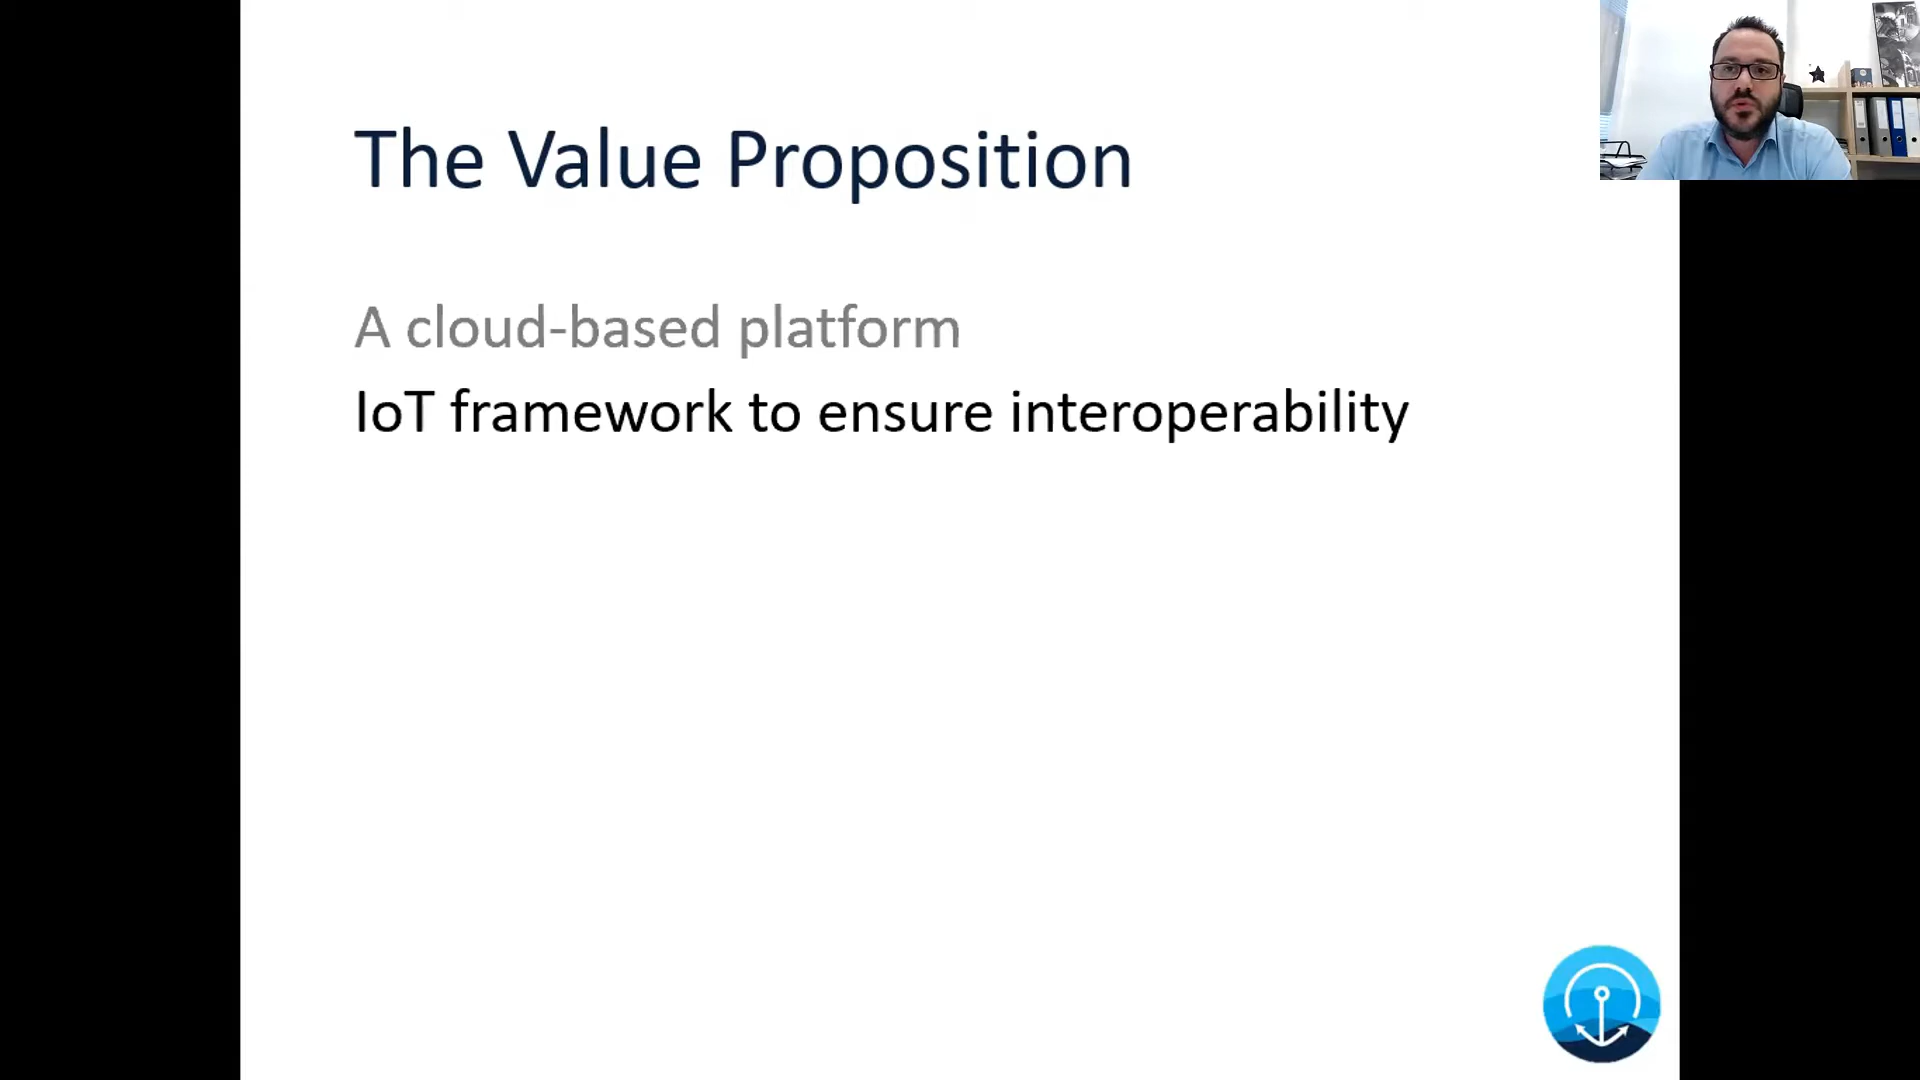 The Value Proposition
A cloud-based platform
IoT framework to ensure interoperability